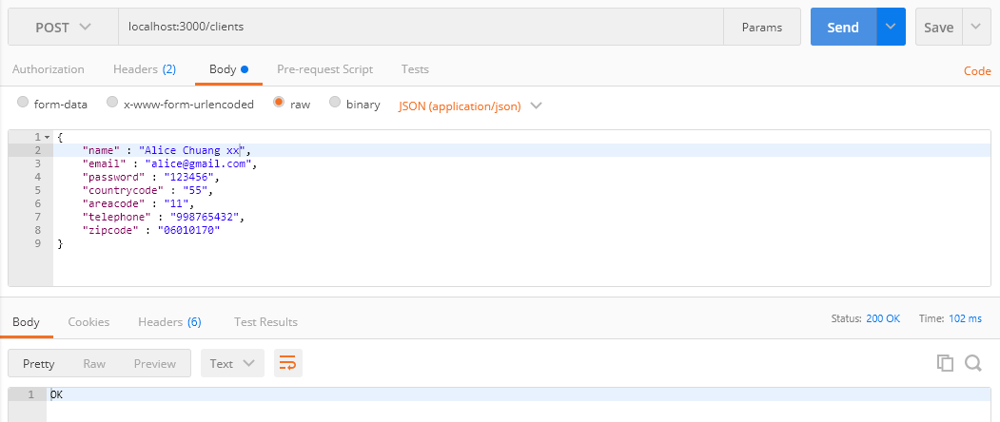 POST localhost:3000/clients Params Send Save
Authorization Headers (2) Body Pre-request Script Tests Code
form-data x-www-form-urlencoded raw binary JSON (application/json)
1 {
2 "name" : "Alice Chuang xx",
3 "email" : "alice@gmail.com",
4 "password" : "123456",
5 "countrycode" : "55",
6 "areacode" : "11",
7 "telephone" : "998765432",
8 "zipcode" : "06010170"
9 }
Body Cookies Headers (6) Test Results Status: 200 OK Time: 102 ms
Pretty Raw Preview Text
1 OK